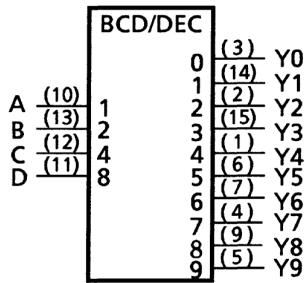 BCD/DEC
0 (3) Y0
1 (14) Y1
A (10) 1 2 (2) Y2
B (13) 2 3 (15) Y3
C (12) 4 4 (1) Y4
D (11) 8 5 (6) Y5
6 (7) Y6
7 (4) Y7
8 (9) Y8
9 (5) Y9